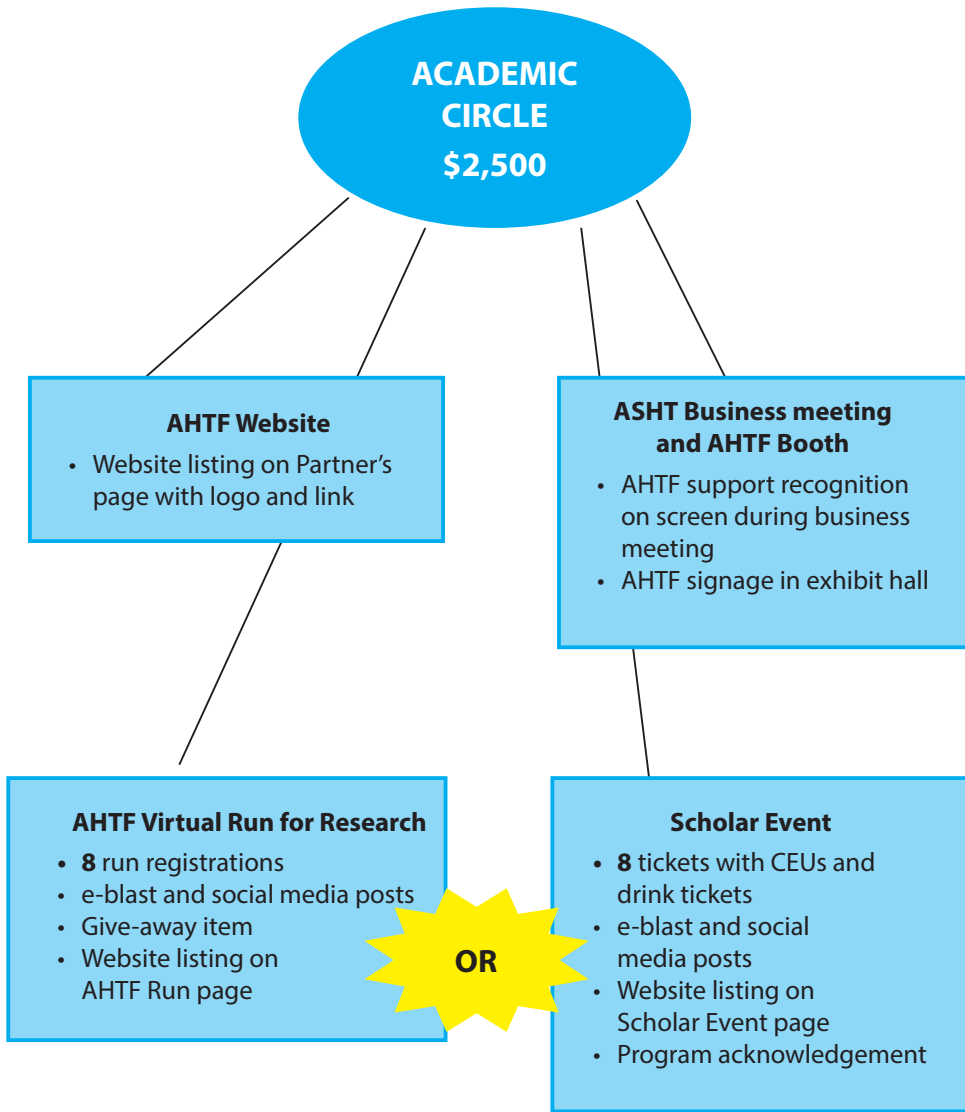 ACADEMIC
CIRCLE
$2,500
AHTF Website
• Website listing on Partner’s
page with logo and link
ASHT Business meeting
and AHTF Booth
• AHTF support recognition
on screen during business
meeting
• AHTF signage in exhibit hall
AHTF Virtual Run for Research
• 8 run registrations
• e-blast and social media posts
• Give-away item
• Website listing on
AHTF Run page
OR
Scholar Event
• 8 tickets with CEUs and
drink tickets
• e-blast and social
media posts
• Website listing on
Scholar Event page
• Program acknowledgement